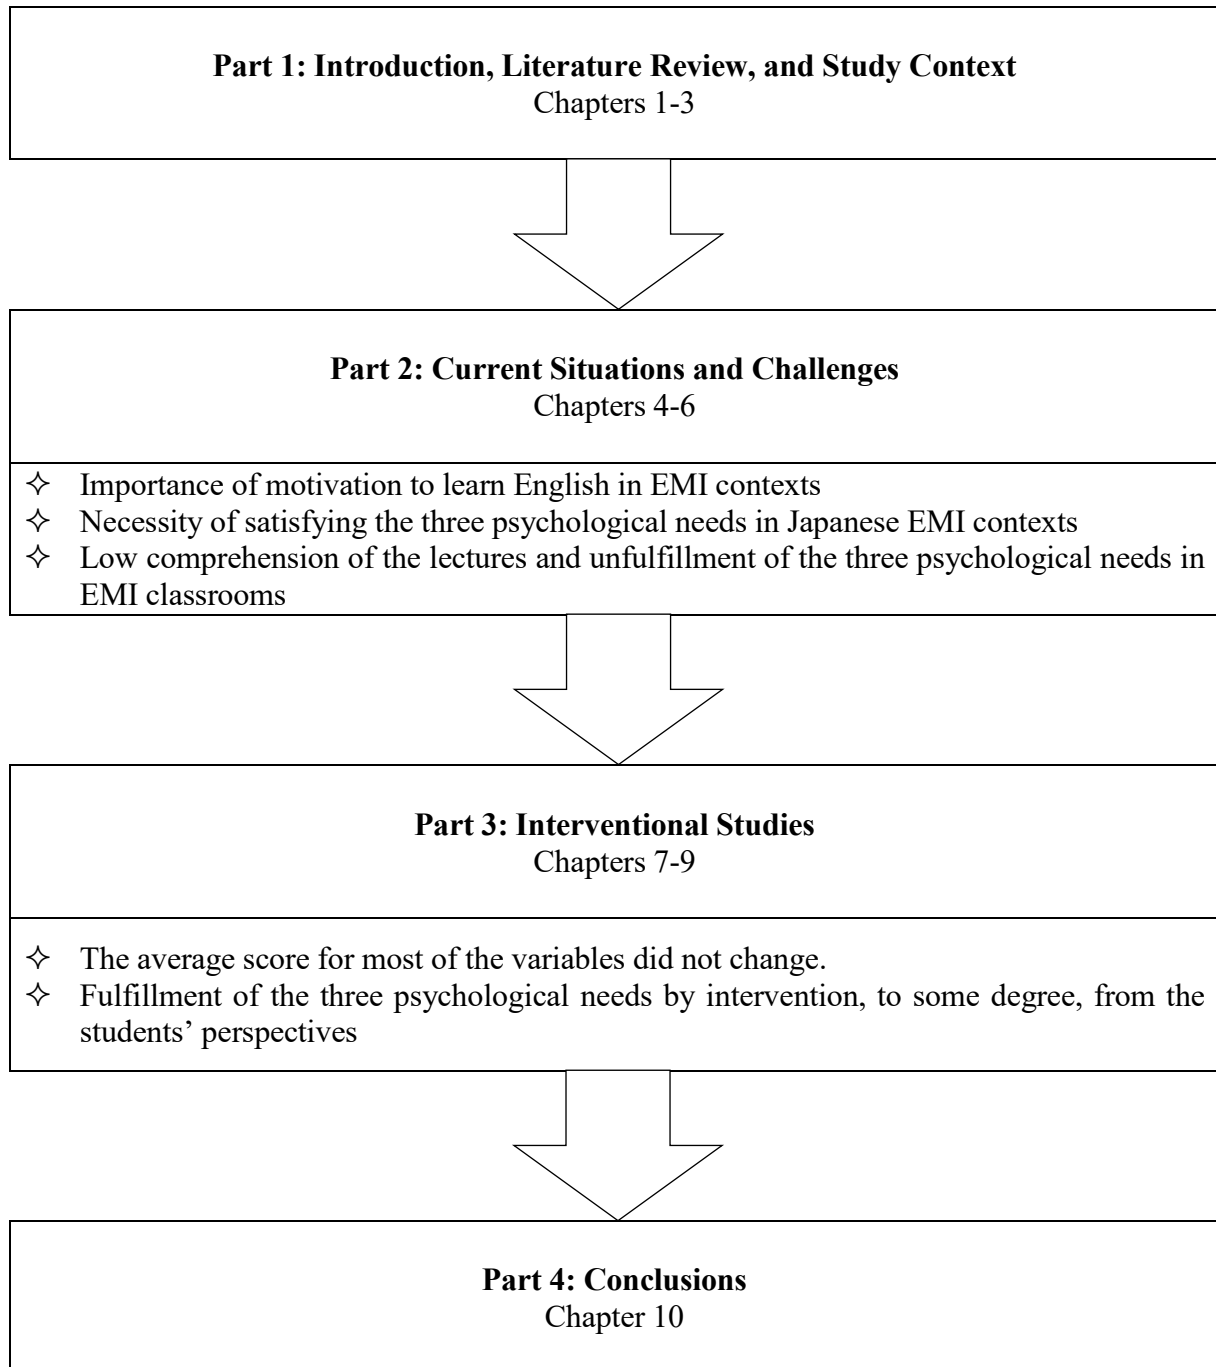 Part 1: Introduction, Literature Review, and Study Context
Chapters 1-3
Part 2: Current Situations and Challenges
Chapters 4-6
✧ Importance of motivation to learn English in EMI contexts
✧ Necessity of satisfying the three psychological needs in Japanese EMI contexts
✧ Low comprehension of the lectures and unfulfillment of the three psychological needs in
EMI classrooms
Part 3: Interventional Studies
Chapters 7-9
✧ The average score for most of the variables did not change.
✧ Fulfillment of the three psychological needs by intervention, to some degree, from the
students’ perspectives
Part 4: Conclusions
Chapter 10